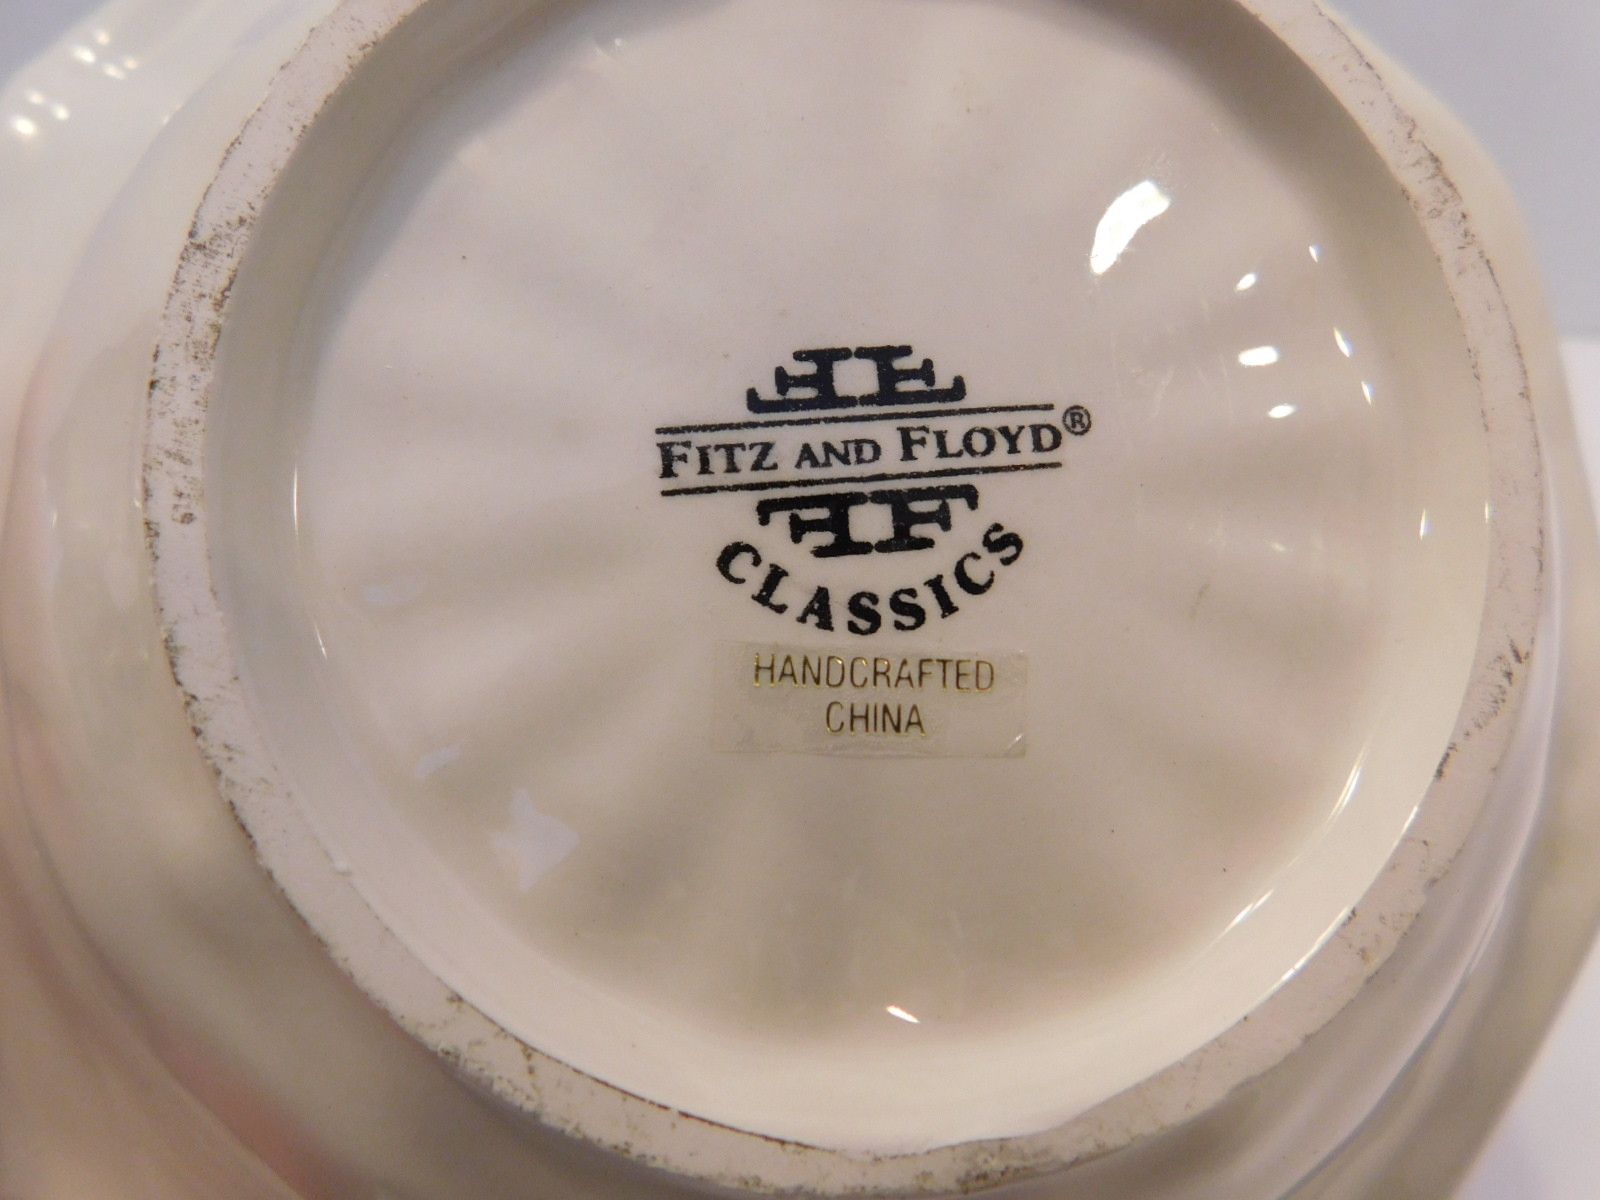 FITZ AND FLOYD®
CLASSICS
HANDCRAFTED
CHINA